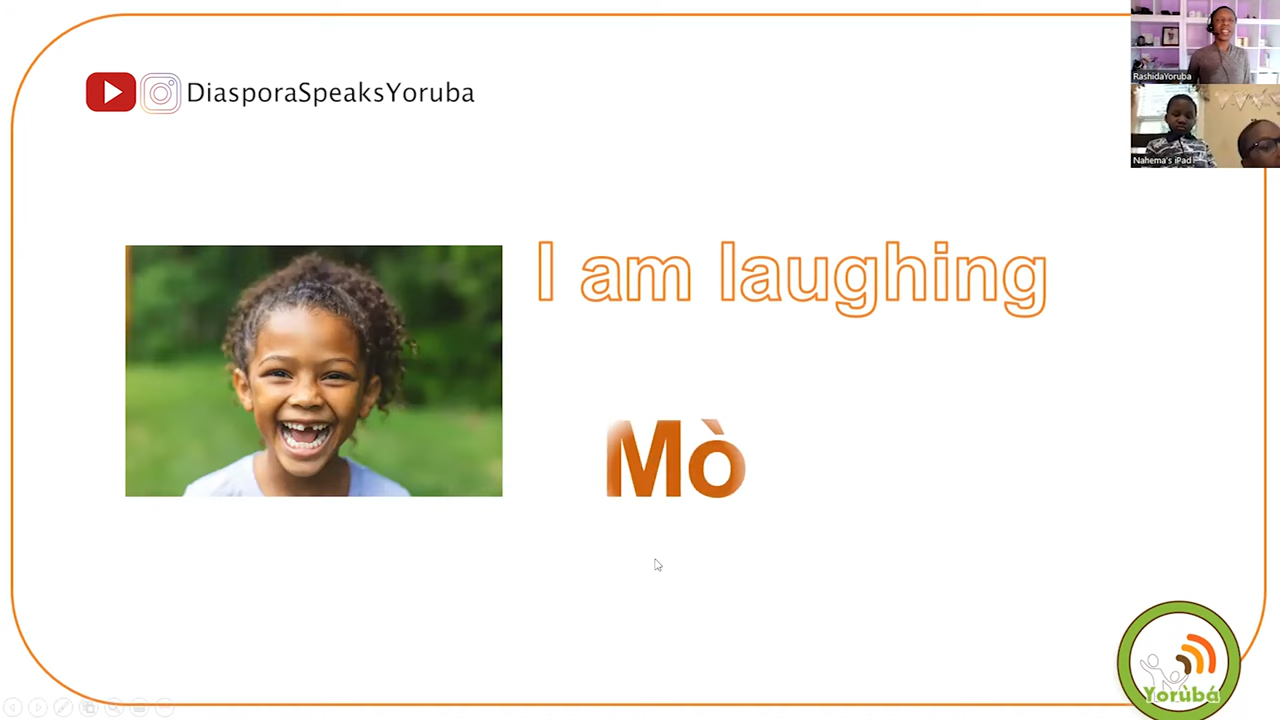 DiasporaSpeaksYoruba
RashidaYoruba
Nahema's iPad
I am laughing
Mò
Yorùbá